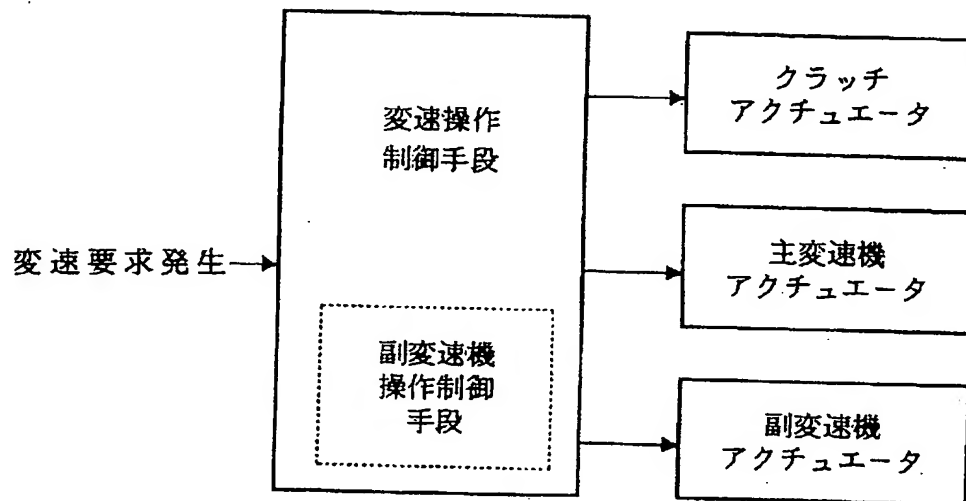 変速要求発生
変速操作
制御手段
副変速機
操作制御
手段
クラッチ
アクチュエータ
主変速機
アクチュエータ
副変速機
アクチュエータ